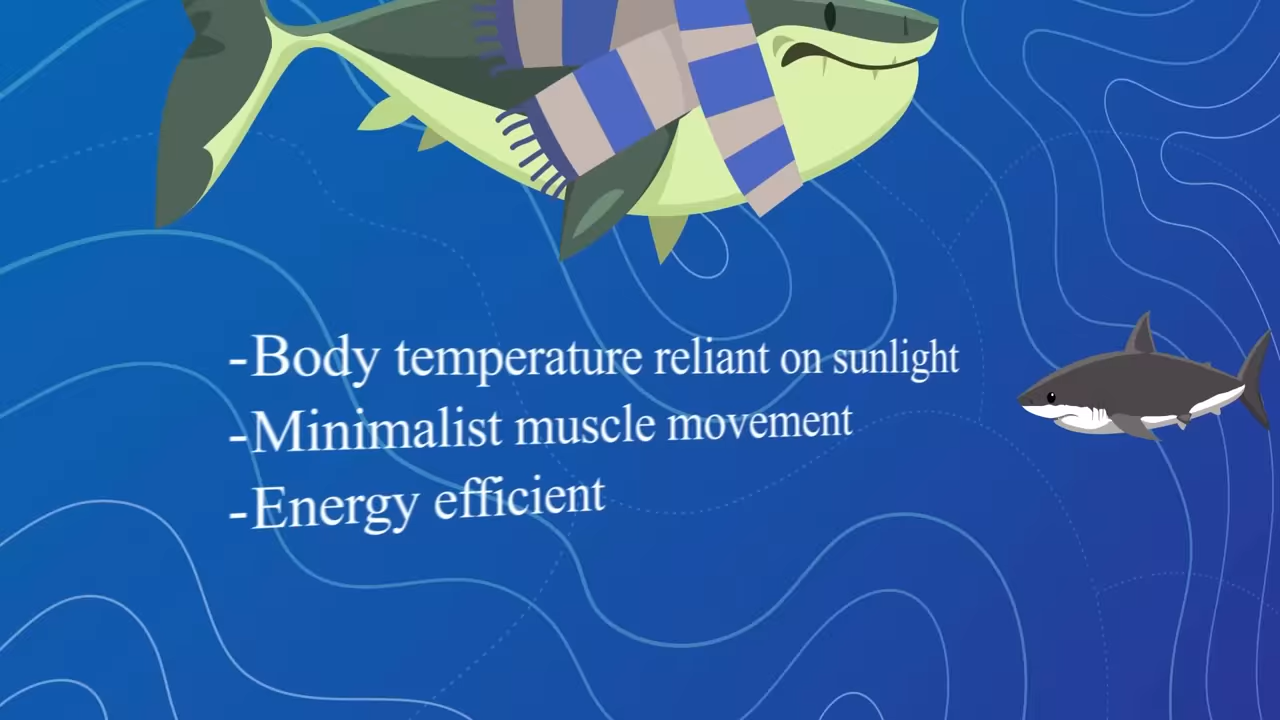 -Body temperature reliant on sunlight
-Minimalist muscle movement
-Energy efficient